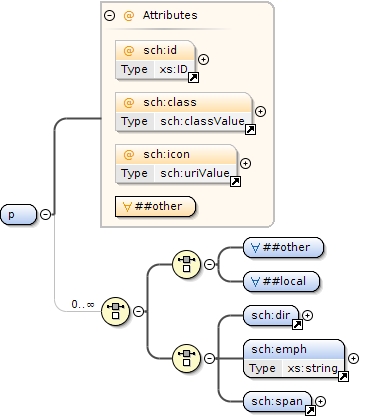 Attributes
@ sch:id
Type xs:ID
@ sch:class
Type sch:classValue
@ sch:icon
Type sch:uriValue
∀ ##other
p
0..∞
∀ ##other
∀ ##local
sch:dir
sch:emph
Type xs:string
sch:span